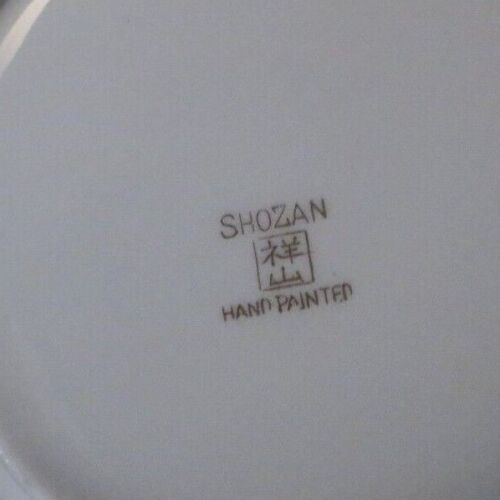 SHOZAN
祥
山
HAND PAINTED